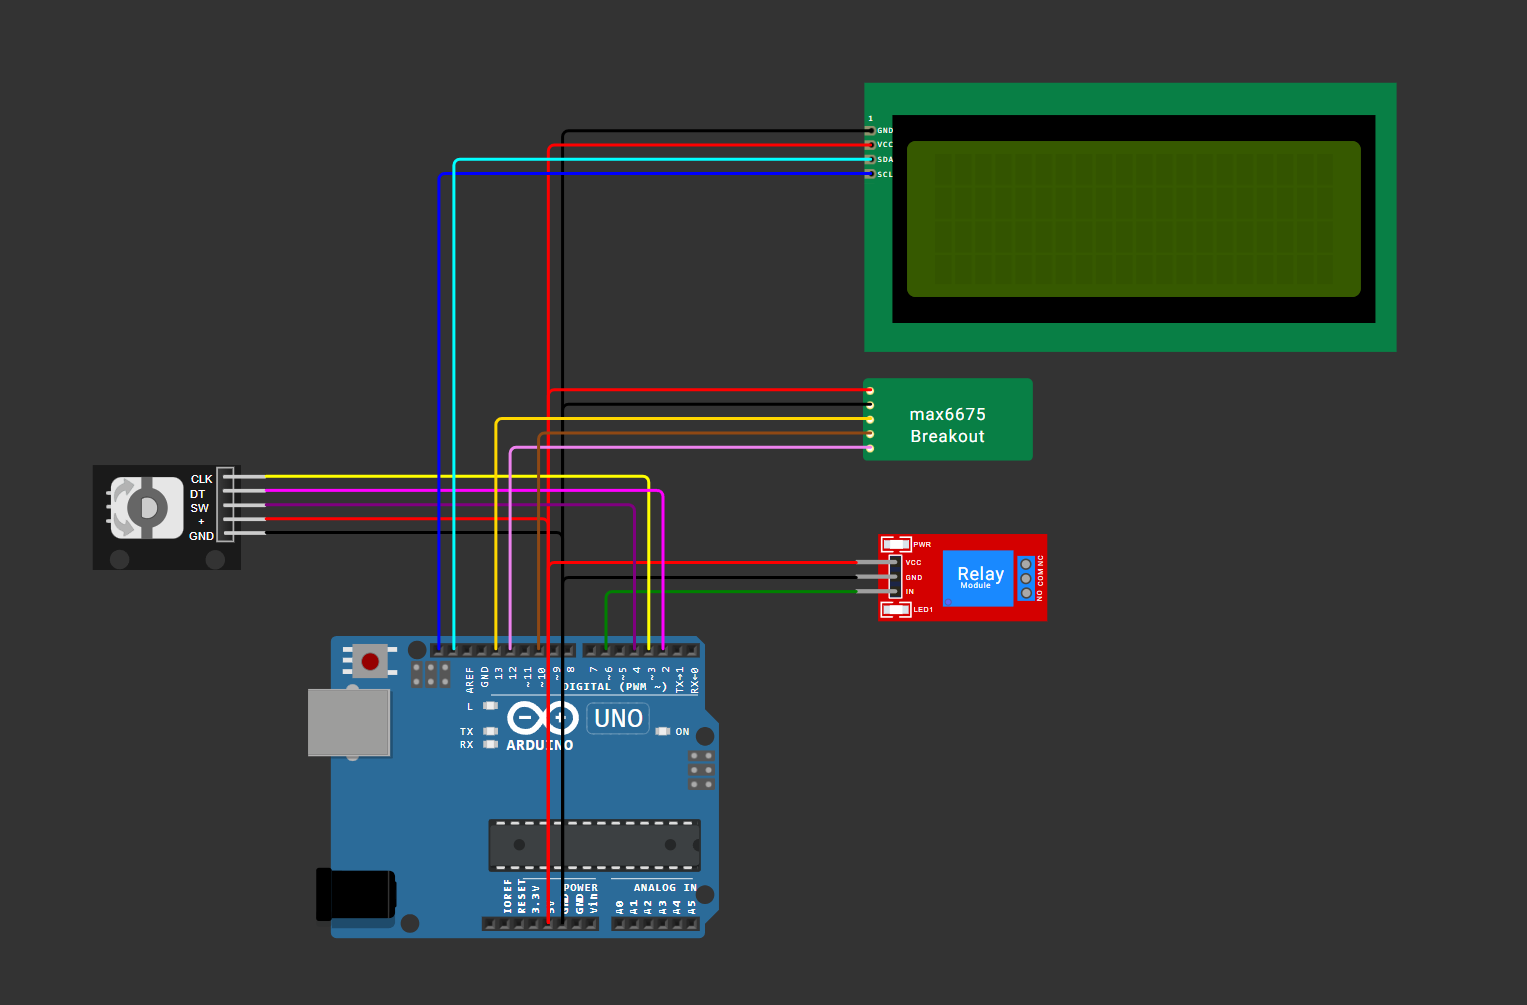 1
GND
VCC
SDA
SCL
max6675
Breakout
CLK
DT
SW
+
GND
PWR
VCC
GND
IN
LED1
Relay
Module
NC
COM
NO
AREF
GND
13
12
~11
~10
~9
8
7
~6
~5
4
~3
2
TX→1
RX←0
DIGITAL (PWM ~)
L
TX
RX
ARDUINO
UNO
ON
IOREF
RESET
3.3V
5V
GND
GND
Vin
POWER
ANALOG IN
A0
A1
A2
A3
A4
A5